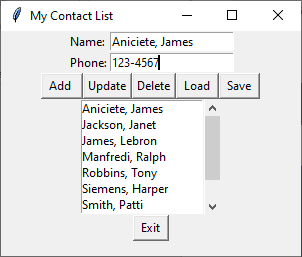 My Contact List
Name: Aniciete, James
Phone: 123-4567
Add Update Delete Load Save
Aniciete, James
Jackson, Janet
James, Lebron
Manfredi, Ralph
Robbins, Tony
Siemens, Harper
Smith, Patti
Exit